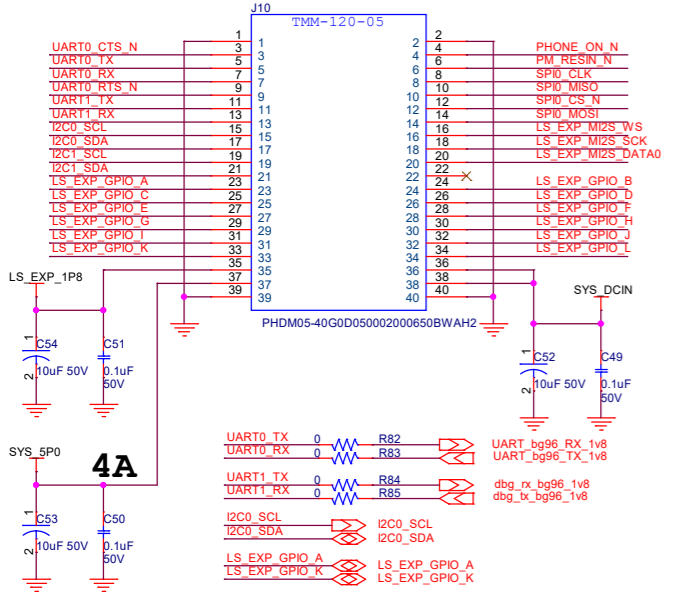 J10
TMM-120-05
1 1 2 2
UART0_CTS_N 3 3 4 4 PHONE_ON_N
UART0_TX 5 5 6 6 PM_RESIN_N
UART0_RX 7 7 8 8 SPI0_CLK
UART0_RTS_N 9 9 10 10 SPI0_MISO
UART1_TX 11 11 12 12 SPI0_CS_N
UART1_RX 13 13 14 14 SPI0_MOSI
I2C0_SCL 15 15 16 16 LS_EXP_MI2S_WS
I2C0_SDA 17 17 18 18 LS_EXP_MI2S_SCK
I2C1_SCL 19 19 20 20 LS_EXP_MI2S_DATA0
I2C1_SDA 21 21 22 22
LS_EXP_GPIO_A 23 23 24 24 LS_EXP_GPIO_B
LS_EXP_GPIO_C 25 25 26 26 LS_EXP_GPIO_D
LS_EXP_GPIO_E 27 27 28 28 LS_EXP_GPIO_F
LS_EXP_GPIO_G 29 29 30 30 LS_EXP_GPIO_H
LS_EXP_GPIO_I 31 31 32 32 LS_EXP_GPIO_J
LS_EXP_GPIO_K 33 33 34 34 LS_EXP_GPIO_L
35 35 36 36
LS_EXP_1P8 37 37 38 38
39 39 40 40 SYS_DCIN
PHDM05-40G0D050002000650BWAH2
1 C54 C51
2 10uF 50V 0.1uF
50V
1 C52 C49
2 10uF 50V 0.1uF
50V
SYS_5P0
4A
1 C53 C50
2 10uF 50V 0.1uF
50V
UART0_TX 0 R82 UART_bg96_RX_1v8
UART0_RX 0 R83 UART_bg96_TX_1v8
UART1_TX 0 R84 dbg_rx_bg96_1v8
UART1_RX 0 R85 dbg_tx_bg96_1v8
I2C0_SCL I2C0_SCL
I2C0_SDA I2C0_SDA
LS_EXP_GPIO_A LS_EXP_GPIO_A
LS_EXP_GPIO_K LS_EXP_GPIO_K